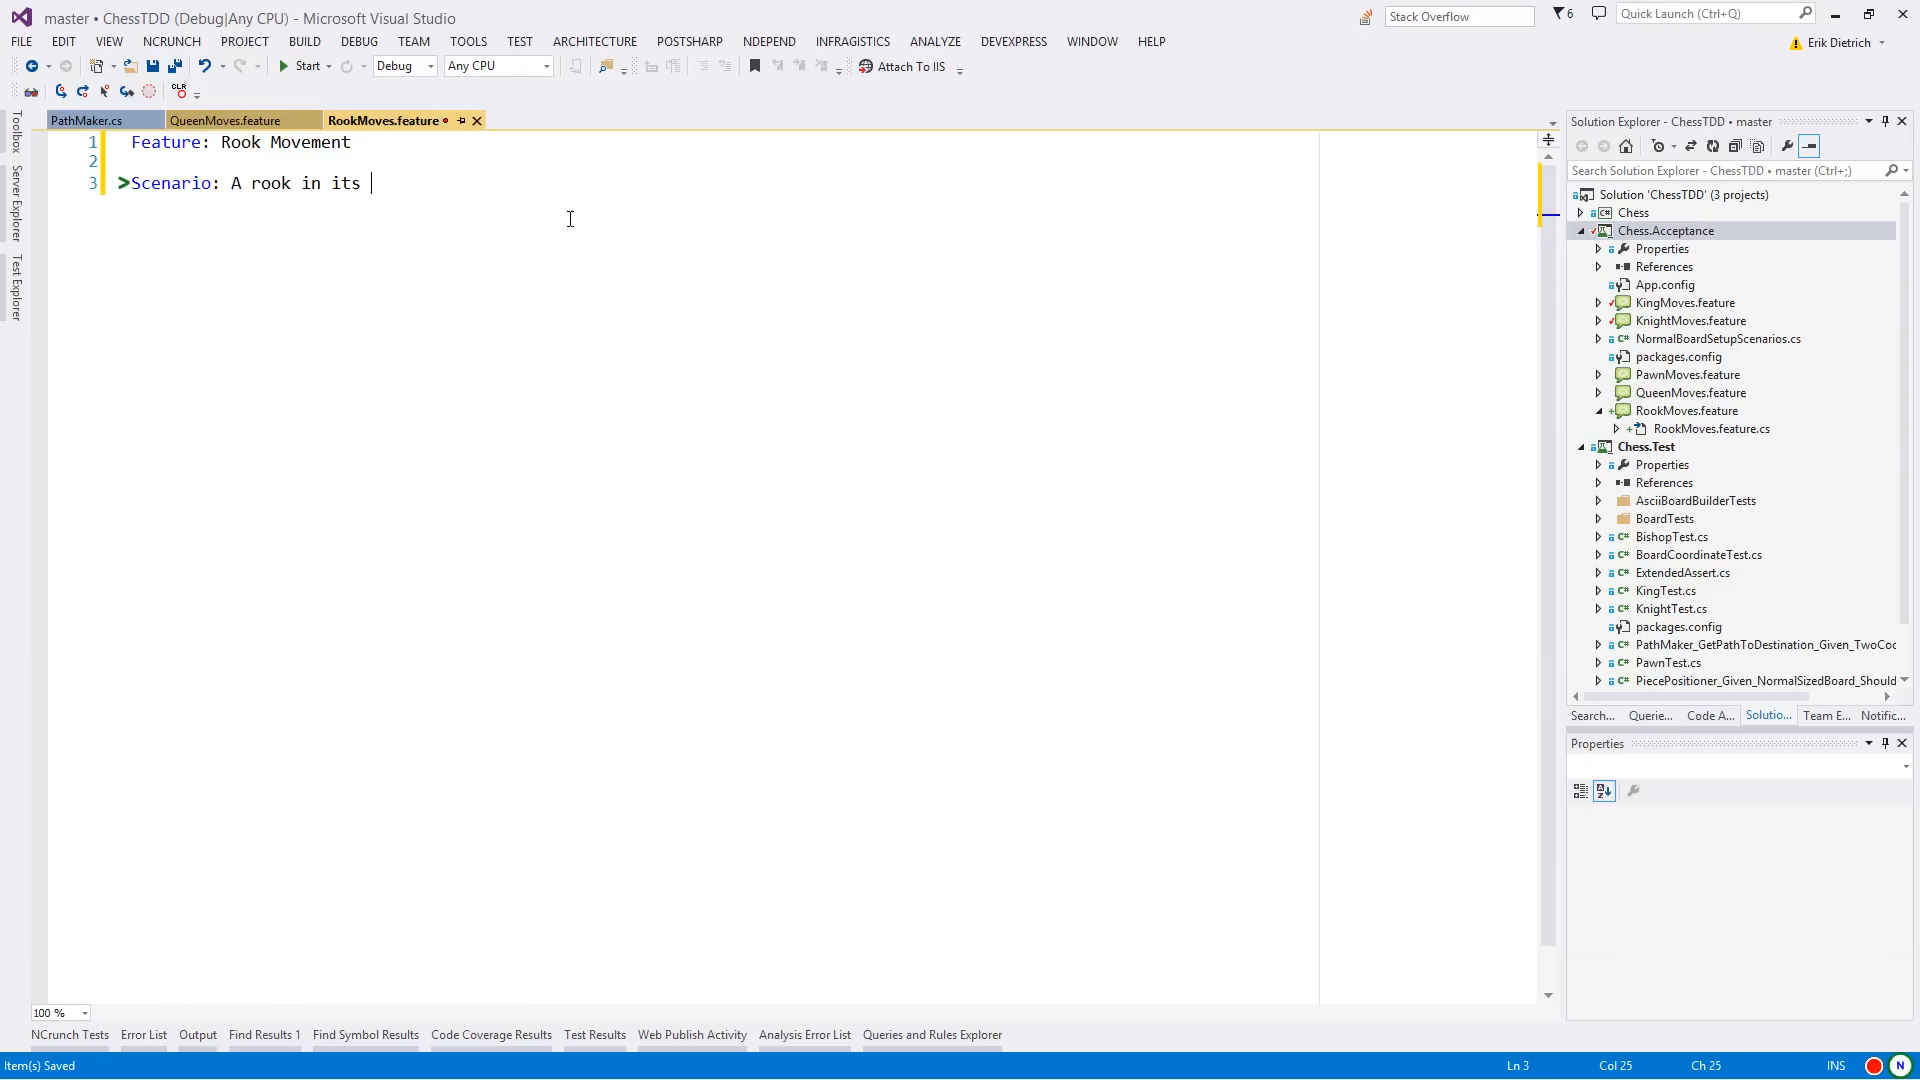 master • ChessTDD (Debug|Any CPU) - Microsoft Visual Studio
Stack Overflow
6
Quick Launch (Ctrl+Q)
FILE EDIT VIEW NCRUNCH PROJECT BUILD DEBUG TEAM TOOLS TEST ARCHITECTURE POSTSHARP NDEPEND INFRAGISTICS ANALYZE DEVEXPRESS WINDOW HELP
Erik Dietrich
Start Debug Any CPU Attach To IIS
CLR
Toolbox
Server Explorer
Test Explorer
PathMaker.cs QueenMoves.feature RookMoves.feature
1 Feature: Rook Movement
2
3 >Scenario: A rook in its
Solution Explorer - ChessTDD • master
Search Solution Explorer - ChessTDD • master (Ctrl+;)
Solution 'ChessTDD' (3 projects)
C# Chess
Chess.Acceptance
Properties
References
App.config
KingMoves.feature
KnightMoves.feature
C# NormalBoardSetupScenarios.cs
packages.config
PawnMoves.feature
QueenMoves.feature
RookMoves.feature
RookMoves.feature.cs
Chess.Test
Properties
References
AsciiBoardBuilderTests
BoardTests
C# BishopTest.cs
C# BoardCoordinateTest.cs
C# ExtendedAssert.cs
C# KingTest.cs
C# KnightTest.cs
packages.config
C# PathMaker_GetPathToDestination_Given_TwoCoo
C# PawnTest.cs
C# PiecePositioner_Given_NormalSizedBoard_Should
Search... Querie... Code A... Solutio... Team E... Notific...
Properties
100 %
NCrunch Tests Error List Output Find Results 1 Find Symbol Results Code Coverage Results Test Results Web Publish Activity Analysis Error List Queries and Rules Explorer
Item(s) Saved Ln 3 Col 25 Ch 25 INS N